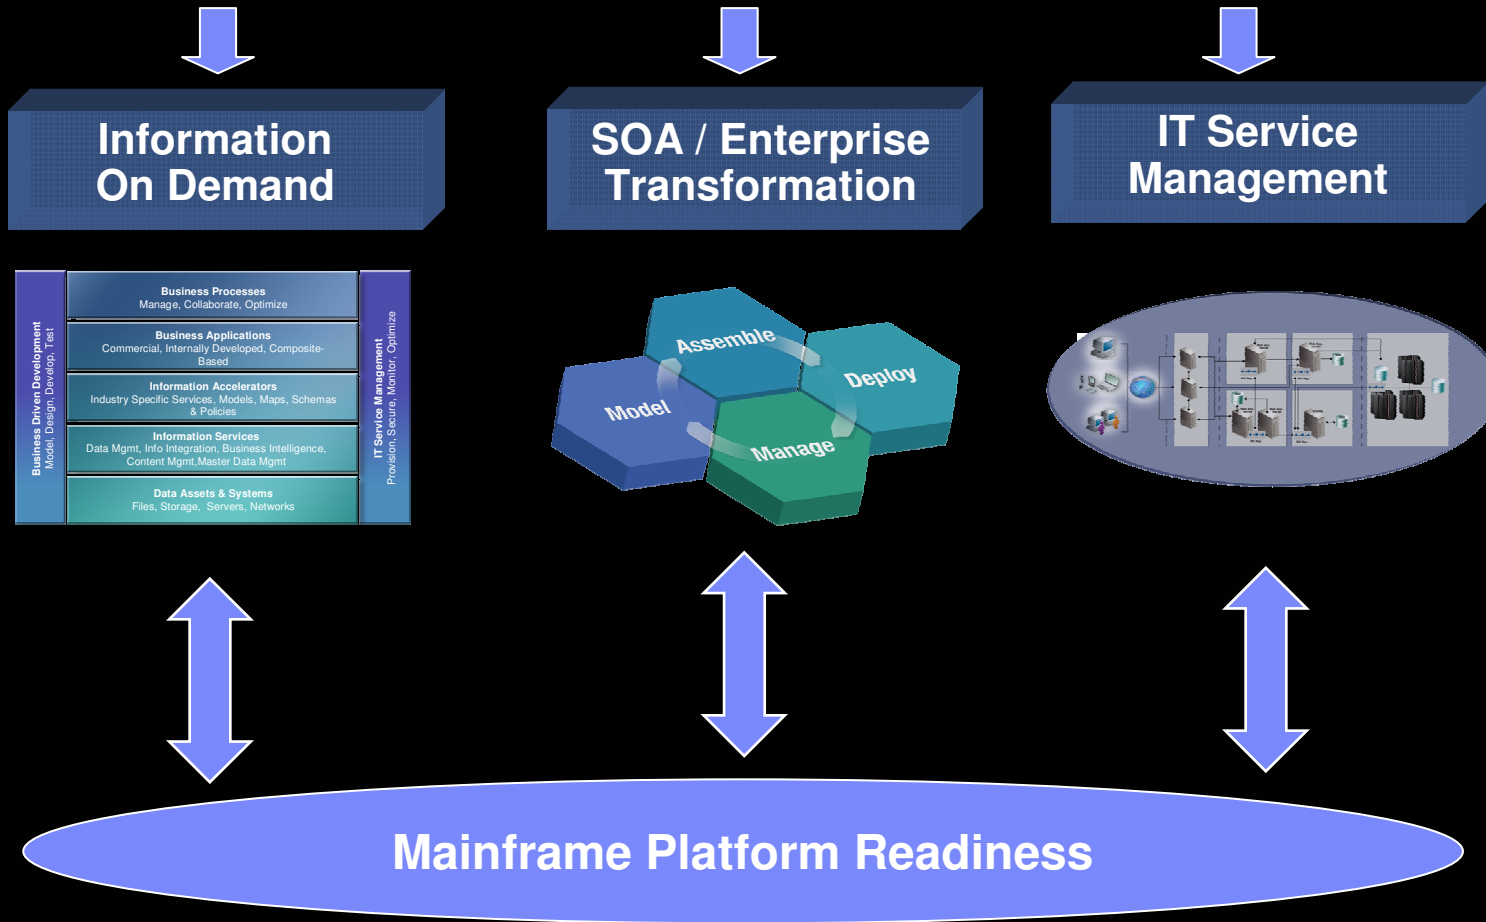 Information
On Demand
SOA / Enterprise
Transformation
IT Service
Management
Business Driven Development
Model, Design, Develop, Test
Business Processes
Manage, Collaborate, Optimize
Business Applications
Commercial, Internally Developed, Composite-
Based
Information Accelerators
Industry Specific Services, Models, Maps, Schemas
& Policies
Information Services
Data Mgmt, Info Integration, Business Intelligence,
Content Mgmt,Master Data Mgmt
Data Assets & Systems
Files, Storage, Servers, Networks
IT Service Management
Provision, Secure, Monitor, Optimize
Assemble
Deploy
Model
Manage
Mainframe Platform Readiness